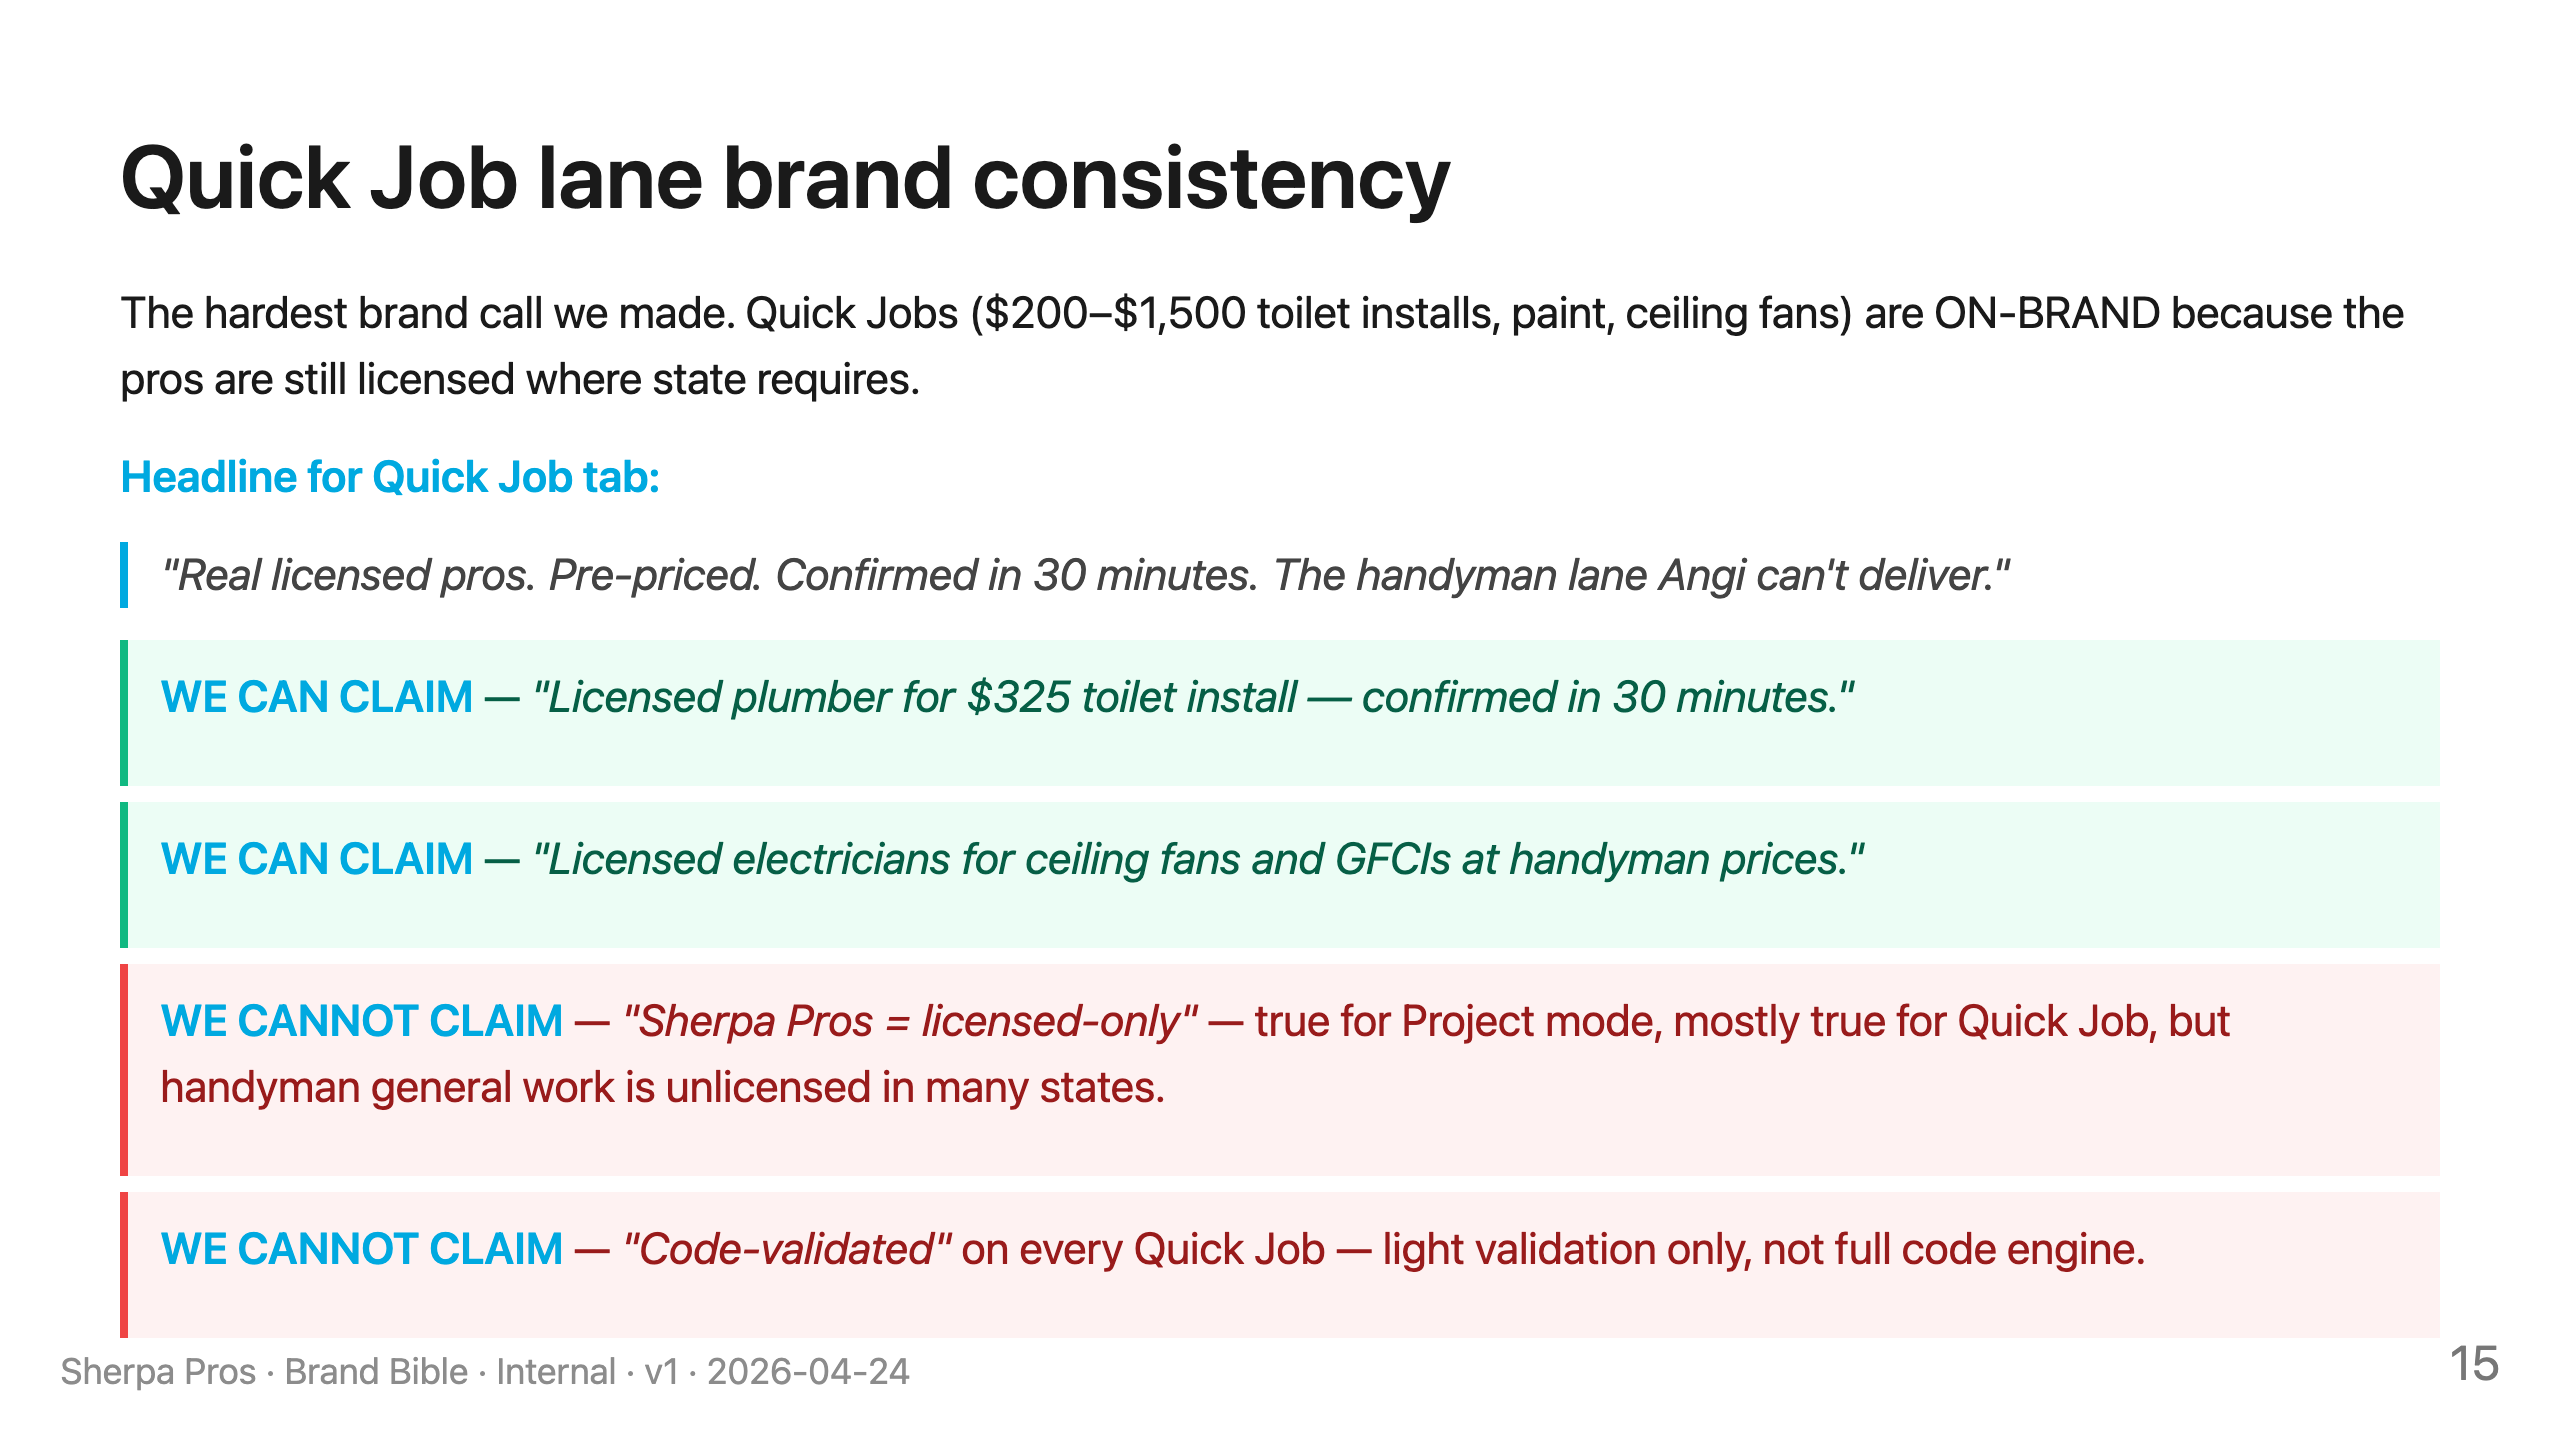 Quick Job lane brand consistency
The hardest brand call we made. Quick Jobs ($200–$1,500 toilet installs, paint, ceiling fans) are ON-BRAND because the
pros are still licensed where state requires.
Headline for Quick Job tab:
"Real licensed pros. Pre-priced. Confirmed in 30 minutes. The handyman lane Angi can't deliver."
WE CAN CLAIM — "Licensed plumber for $325 toilet install — confirmed in 30 minutes."
WE CAN CLAIM — "Licensed electricians for ceiling fans and GFCIs at handyman prices."
WE CANNOT CLAIM — "Sherpa Pros = licensed-only" — true for Project mode, mostly true for Quick Job, but
handyman general work is unlicensed in many states.
WE CANNOT CLAIM — "Code-validated" on every Quick Job — light validation only, not full code engine.
Sherpa Pros · Brand Bible · Internal · v1 · 2026-04-24
15